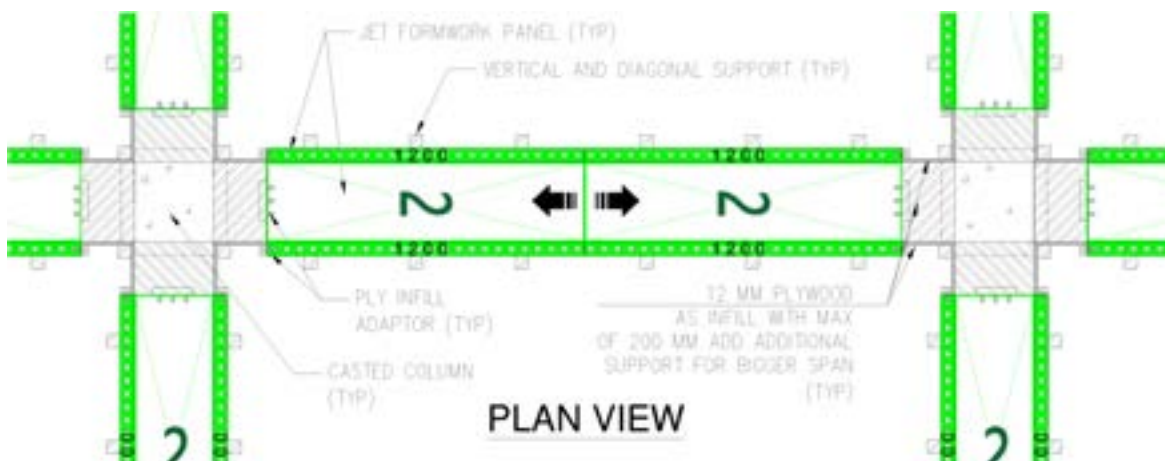 JET FORMWORK PANEL (TYP)
VERTICAL AND DIAGONAL SUPPORT (TYP)
1200
1200
2
2
1200
1200
PLY INFILL
ADAPTOR (TYP)
12 MM PLYWOOD
AS INFILL WITH MAX
OF 200 MM ADD ADDITIONAL
SUPPORT FOR BIGGER SPAN
(TYP)
CASTED COLUMN
(TYP)
PLAN VIEW
2
2